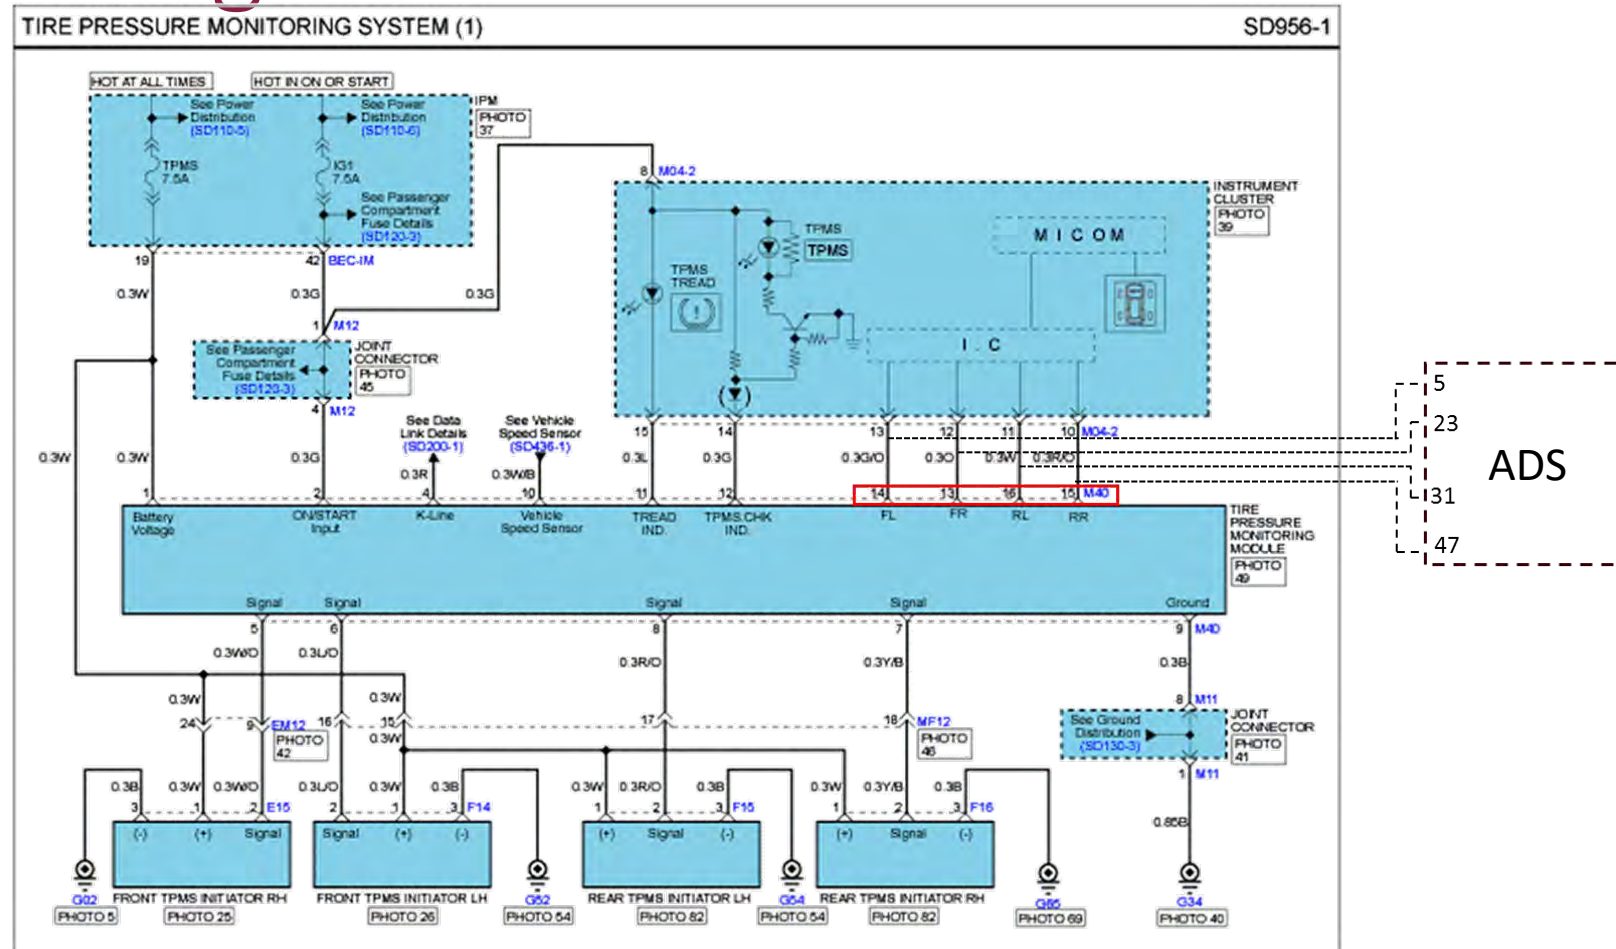 TIRE PRESSURE MONITORING SYSTEM (1)
SD956-1
HOT AT ALL TIMES
HOT IN ON OR START
See Power
Distribution
(SD110-5)
See Power
Distribution
(SD110-6)
IPM
PHOTO
37
TPMS
7.5A
IG1
7.5A
See Passenger
Compartment
Fuse Details
(SD120-3)
19
42
BEC-IM
0.3W
0.3G
0.3G
1
M12
See Passenger
Compartment
Fuse Details
(SD120-3)
JOINT
CONNECTOR
PHOTO
45
4
M12
8
M04-2
INSTRUMENT
CLUSTER
PHOTO
39
TPMS
TPMS
TPMS
TREAD
M I C O M
I . C
15
14
13
12
11
10
M04-2
See Data
Link Details
(SD200-1)
See Vehicle
Speed Sensor
(SD436-1)
0.3W
0.3W
0.3G
0.3R
0.3W/B
0.3L
0.3G
0.3G/O
0.3O
0.3W
0.3R/O
1
2
4
10
11
12
14
13
16
15
M40
5
23
31
47
ADS
Battery
Voltage
ON/START
Input
K-Line
Vehicle
Speed Sensor
TREAD
IND.
TPMS.CHK
IND.
FL
FR
RL
RR
TIRE
PRESSURE
MONITORING
MODULE
PHOTO
49
Signal
Signal
Signal
Signal
Ground
5
6
8
7
9
M40
0.3W/O
0.3L/O
0.3R/O
0.3Y/B
0.3B
0.3W
0.3W
24
9
EM12
PHOTO
42
16
15
17
18
MF12
PHOTO
46
0.3W
8
M11
See Ground
Distribution
(SD130-3)
JOINT
CONNECTOR
PHOTO
41
1
M11
0.3B
0.3W
0.3W/O
0.3L/O
0.3W
0.3B
0.3W
0.3R/O
0.3B
0.3W
0.3Y/B
0.3B
3
1
2
E15
2
1
3
F14
1
2
3
F15
1
2
3
F16
0.85B
(-)
(+)
Signal
Signal
(+)
(-)
(+)
Signal
(-)
(+)
Signal
(-)
G02
PHOTO 5
FRONT TPMS INITIATOR RH
PHOTO 25
FRONT TPMS INITIATOR LH
PHOTO 26
G52
PHOTO 54
REAR TPMS INITIATOR LH
PHOTO 82
G54
PHOTO 54
REAR TPMS INITIATOR RH
PHOTO 82
PHOTO 69
G34
PHOTO 40